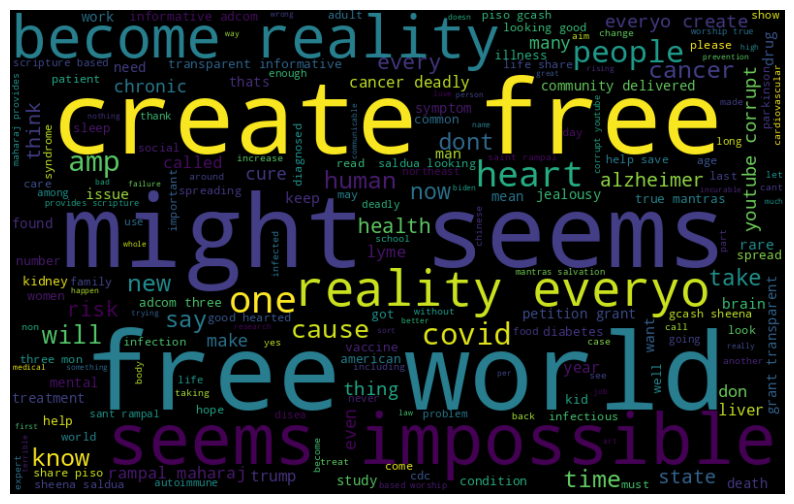 become reality
create free
might seems
reality everyo
free world
seems impossible
scripture based
work
informative adcom
adult
piso gcash
looking good
everyo create
show
way
doesn
wrong
aim
change
worship true
mantras
transparent informative
every
many
people
please
high
prevention
life share
illness
cancer
drug
patient
need
thats
cancer deadly
community delivered
great
rising
parkinson
cardiovascular
maharaj provides
think
syndrome
chronic
enough
symptom
love
person
common
name
made
youtube corrupt
corrupt youtube
nothing
thank
social
sleep
amp
called
diagnosed
dont
day
communicable
long
issue
increase
read
saldua looking
man
saint rampal
help save
age
heart
care
bad
failure
cure
human
now
northeast
mean
jealousy
alzheimer
last
let
cant
among
around
biden
incurable
provides scripture
important
spreading
keep
may
deadly
true mantras
much
found
use
health
school
chinese
part
rare
spread
number
whole
infected
lyme
kidney
family
new
mantras salvation
take
women
happen
adcom three
one
petition grant
gcash sheena
brain
risk
say
good hearted
got
without
better
food
diabetes
call
look
non
trying
will
research
yes
sort
cause
covid
case
going
really
another
want
grant transparent
infection
make
vaccine
american
three mon
body
including
thing
year
per
see
well
don
medical
something
life
taking
mental
kid
job
liver
treatment
sant rampal
hope
disea
never
law
problem
back
infectious
first
help
world
even
art
know
become
come
time
must
state
expert
terrible
share piso
rampal maharaj
trump
treat
study
cdc
condition
death
sheena saldua
autoimmune
based worship